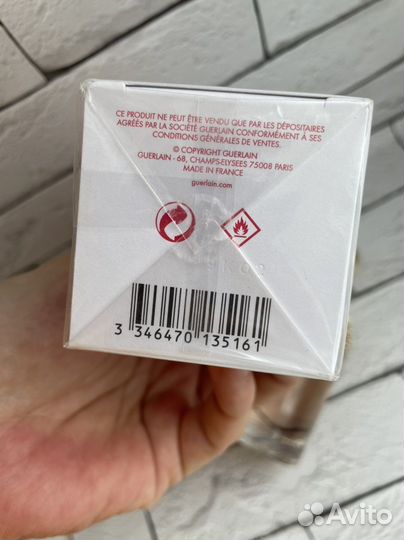 CE PRODUIT NE PEUT ÊTRE VENDU QUE PAR LES DÉPOSITAIRES
AGRÉÉS PAR LA SOCIÉTÉ GUERLAIN CONFORMÉMENT À SES
CONDITIONS GÉNÉRALES DE VENTES.
© COPYRIGHT GUERLAIN
GUERLAIN - 68, CHAMPS-ELYSEES 75008 PARIS
MADE IN FRANCE
guerlain.com
3 346470 135161
Avito